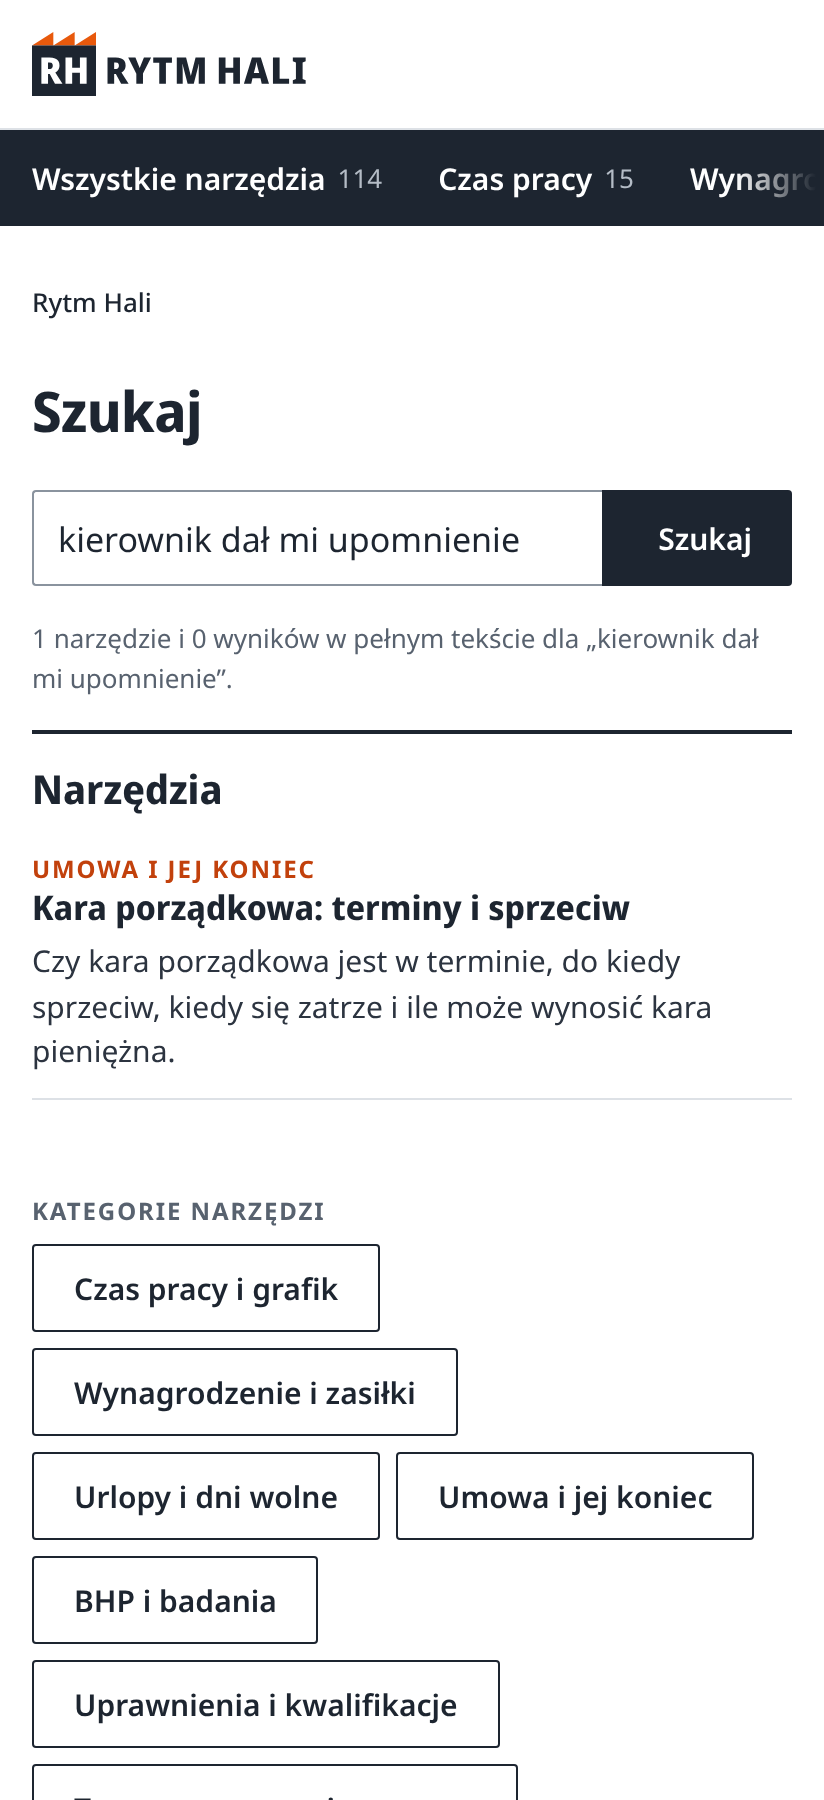 RH RYTM HALI
Wszystkie narzędzia 114 Czas pracy 15
Rytm Hali
Szukaj
kierownik dał mi upomnienie Szukaj
1 narzędzie i 0 wyników w pełnym tekście dla „kierownik dał
mi upomnienie”.
Narzędzia
UMOWA I JEJ KONIEC
Kara porządkowa: terminy i sprzeciw
Czy kara porządkowa jest w terminie, do kiedy
sprzeciw, kiedy się zatrze i ile może wynosić kara
pieniężna.
KATEGORIE NARZĘDZI
Czas pracy i grafik
Wynagrodzenie i zasiłki
Urlopy i dni wolne Umowa i jej koniec
BHP i badania
Uprawnienia i kwalifikacje